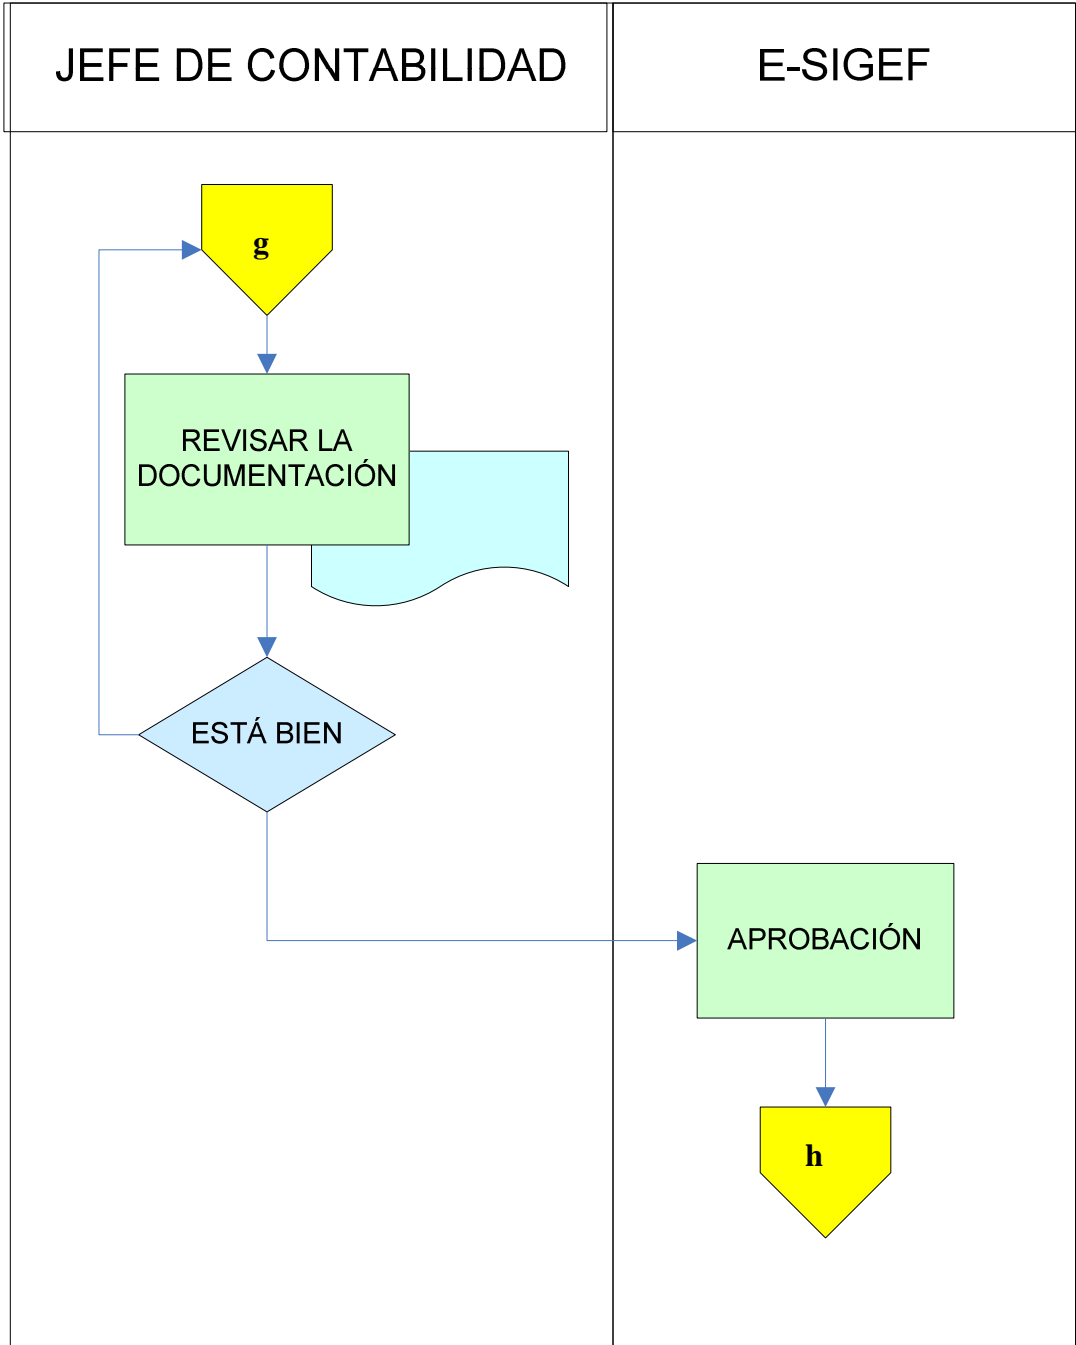 JEFE DE CONTABILIDAD
E-SIGEF
g
REVISAR LA
DOCUMENTACIÓN
ESTÁ BIEN
APROBACIÓN
h